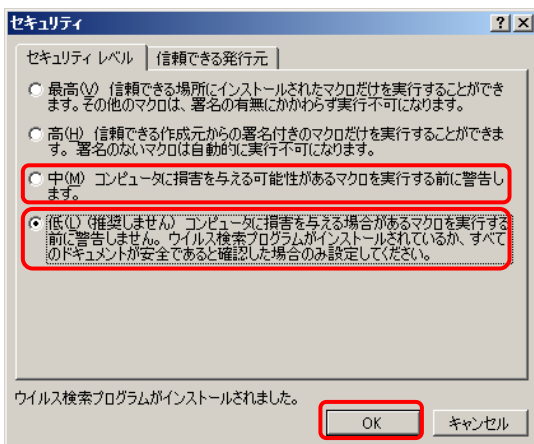 セキュリティ
セキュリティ レベル 信頼できる発行元
最高(V) 信頼できる場所にインストールされたマクロだけを実行することができ
ます。その他のマクロは、署名の有無にかかわらず実行不可になります。
高(H) 信頼できる作成元からの署名付きのマクロだけを実行することができま
す。署名のないマクロは自動的に実行不可になります。
中(M) コンピュータに損害を与える可能性があるマクロを実行する前に警告し
ます。
低(L) (推奨しません) コンピュータに損害を与える場合があるマクロを実行する
前に警告しません。ウイルス検索プログラムがインストールされているか、すべて
のドキュメントが安全であると確認した場合のみ設定してください。
ウイルス検索プログラムがインストールされました。
OK キャンセル